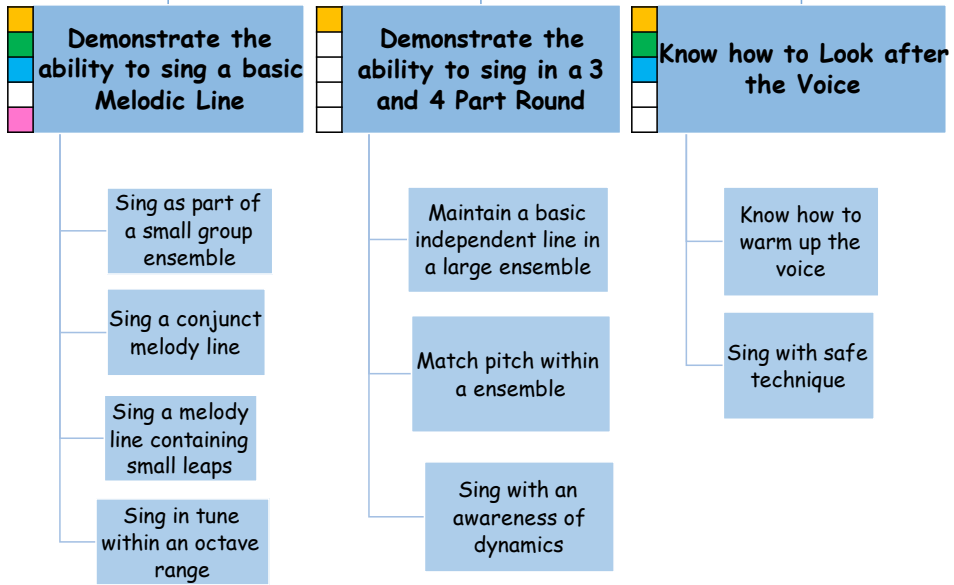 Demonstrate the
ability to sing a basic
Melodic Line
Sing as part of
a small group
ensemble
Sing a conjunct
melody line
Sing a melody
line containing
small leaps
Sing in tune
within an octave
range
Demonstrate the
ability to sing in a 3
and 4 Part Round
Maintain a basic
independent line in
a large ensemble
Match pitch within
a ensemble
Sing with an
awareness of
dynamics
Know how to Look after
the Voice
Know how to
warm up the
voice
Sing with safe
technique